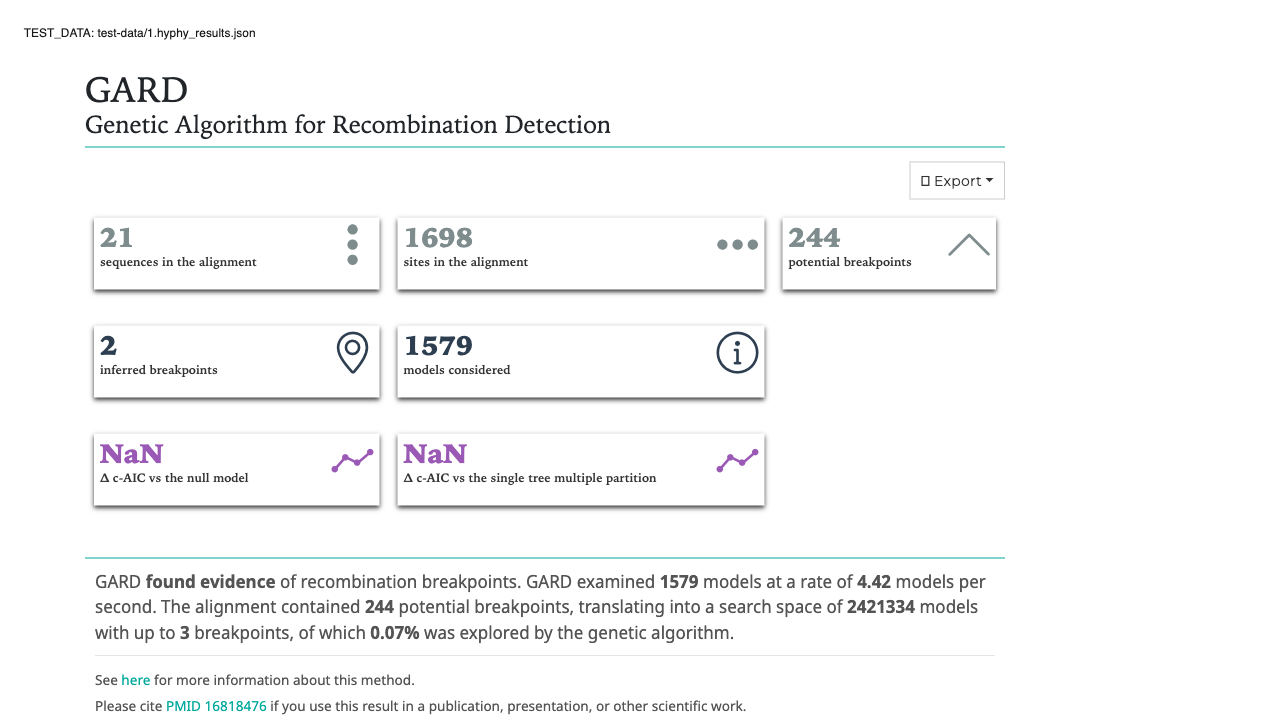 TEST_DATA: test-data/1.hyphy_results.json
GARD
Genetic Algorithm for Recombination Detection
Export
21
sequences in the alignment
1698
sites in the alignment
244
potential breakpoints
2
inferred breakpoints
1579
models considered
NaN
Δ c-AIC vs the null model
NaN
Δ c-AIC vs the single tree multiple partition
GARD found evidence of recombination breakpoints. GARD examined 1579 models at a rate of 4.42 models per
second. The alignment contained 244 potential breakpoints, translating into a search space of 2421334 models
with up to 3 breakpoints, of which 0.07% was explored by the genetic algorithm.
See here for more information about this method.
Please cite PMID 16818476 if you use this result in a publication, presentation, or other scientific work.